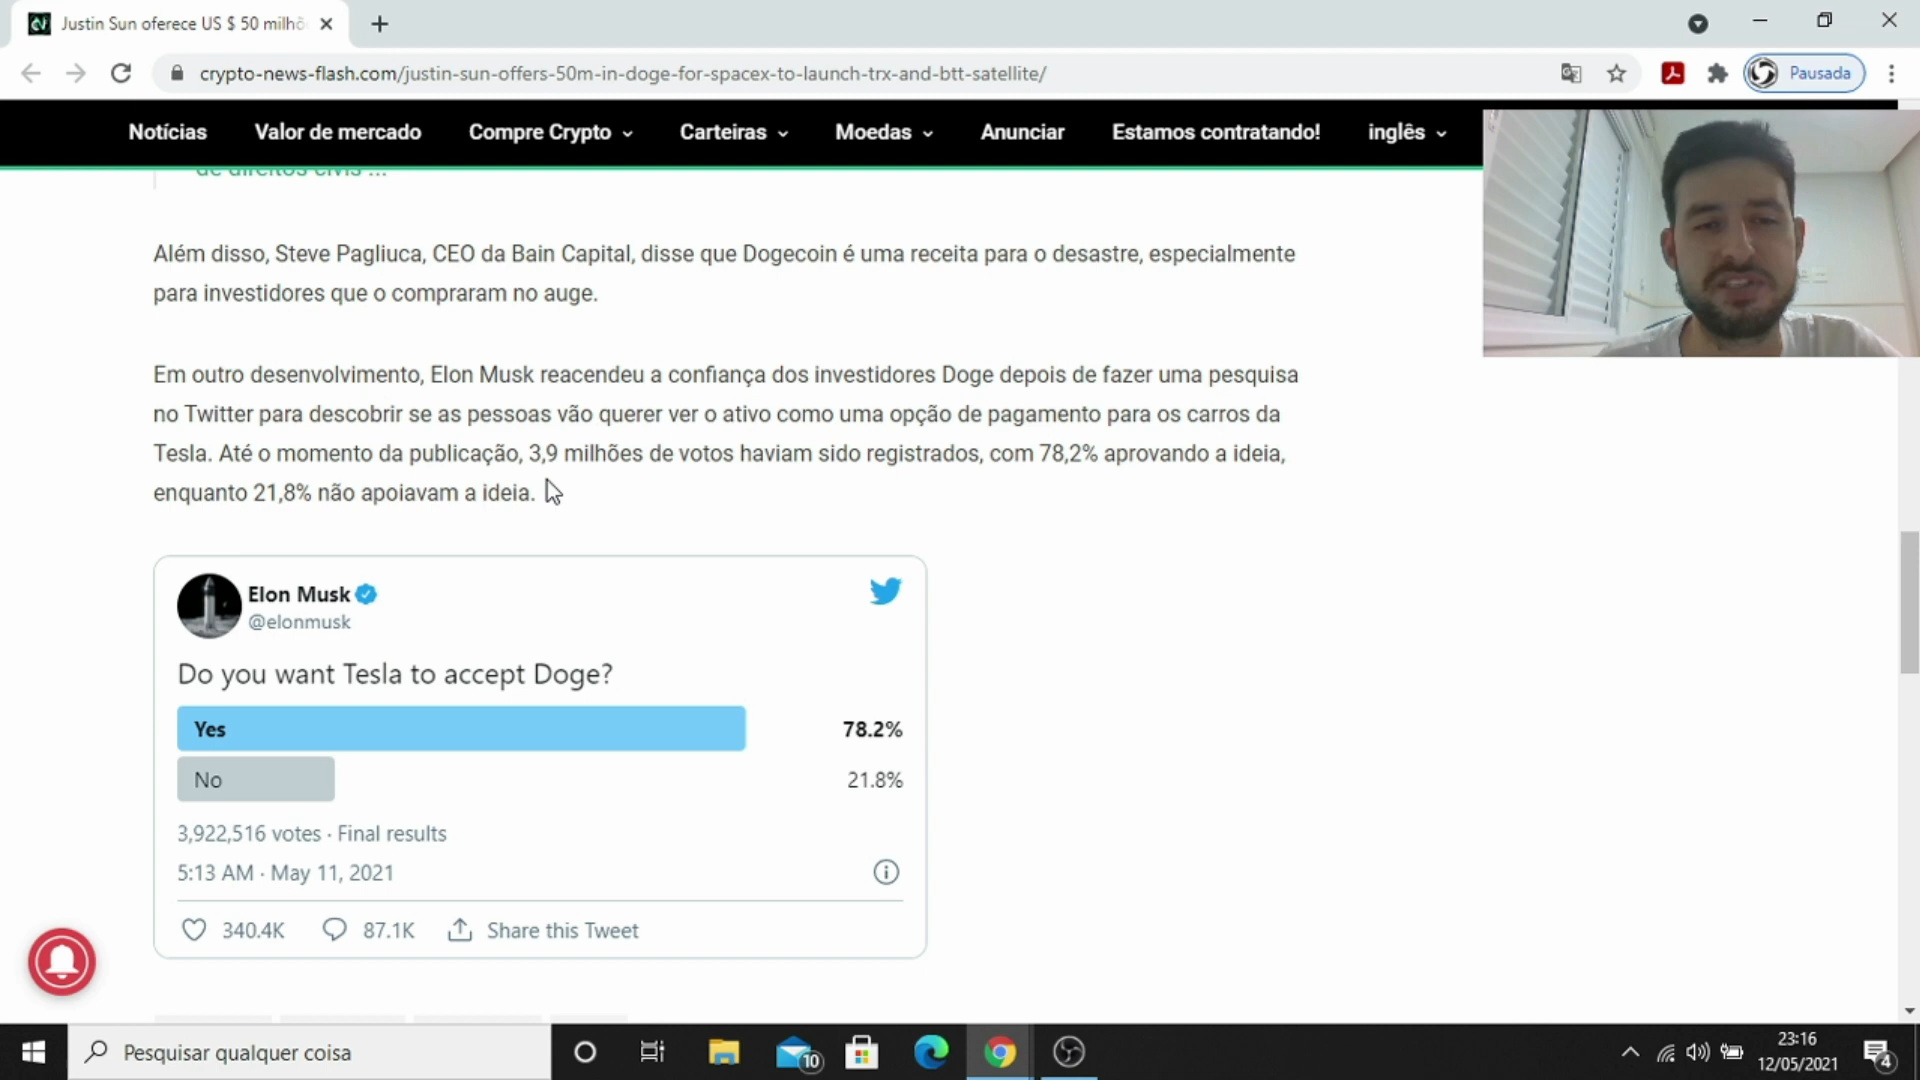 Justin Sun oferece US $ 50 milhõ
crypto-news-flash.com/justin-sun-offers-50m-in-doge-for-spacex-to-launch-trx-and-btt-satellite/
Pausada
Notícias
Valor de mercado
Compre Crypto
Carteiras
Moedas
Anunciar
Estamos contratando!
inglês
de direitos civis ...
Além disso, Steve Pagliuca, CEO da Bain Capital, disse que Dogecoin é uma receita para o desastre, especialmente
para investidores que o compraram no auge.
Em outro desenvolvimento, Elon Musk reacendeu a confiança dos investidores Doge depois de fazer uma pesquisa
no Twitter para descobrir se as pessoas vão querer ver o ativo como uma opção de pagamento para os carros da
Tesla. Até o momento da publicação, 3,9 milhões de votos haviam sido registrados, com 78,2% aprovando a ideia,
enquanto 21,8% não apoiavam a ideia.
Elon Musk
@elonmusk
Do you want Tesla to accept Doge?
Yes 78.2%
No 21.8%
3,922,516 votes · Final results
5:13 AM · May 11, 2021
340.4K 87.1K Share this Tweet
Pesquisar qualquer coisa
10
23:16
12/05/2021
4